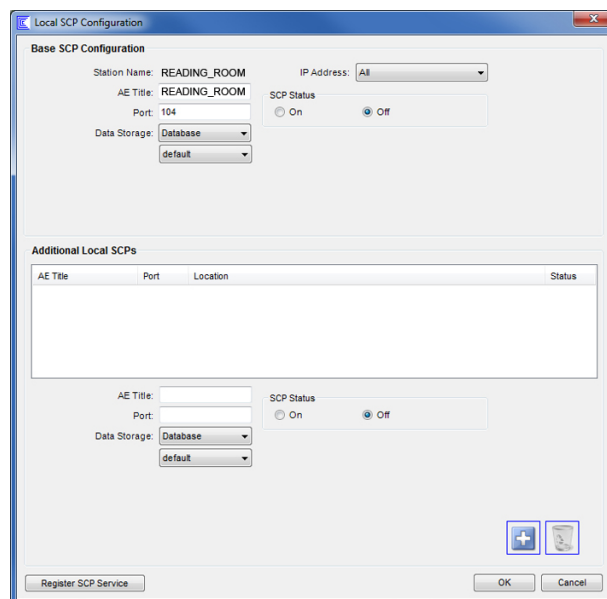 Local SCP Configuration
Base SCP Configuration
Station Name: READING_ROOM IP Address: All
AE Title: READING_ROOM SCP Status
Port: 104 On Off
Data Storage: Database
default
Additional Local SCPs
AE Title Port Location Status
AE Title: SCP Status
Port: On Off
Data Storage: Database
default
Register SCP Service OK Cancel